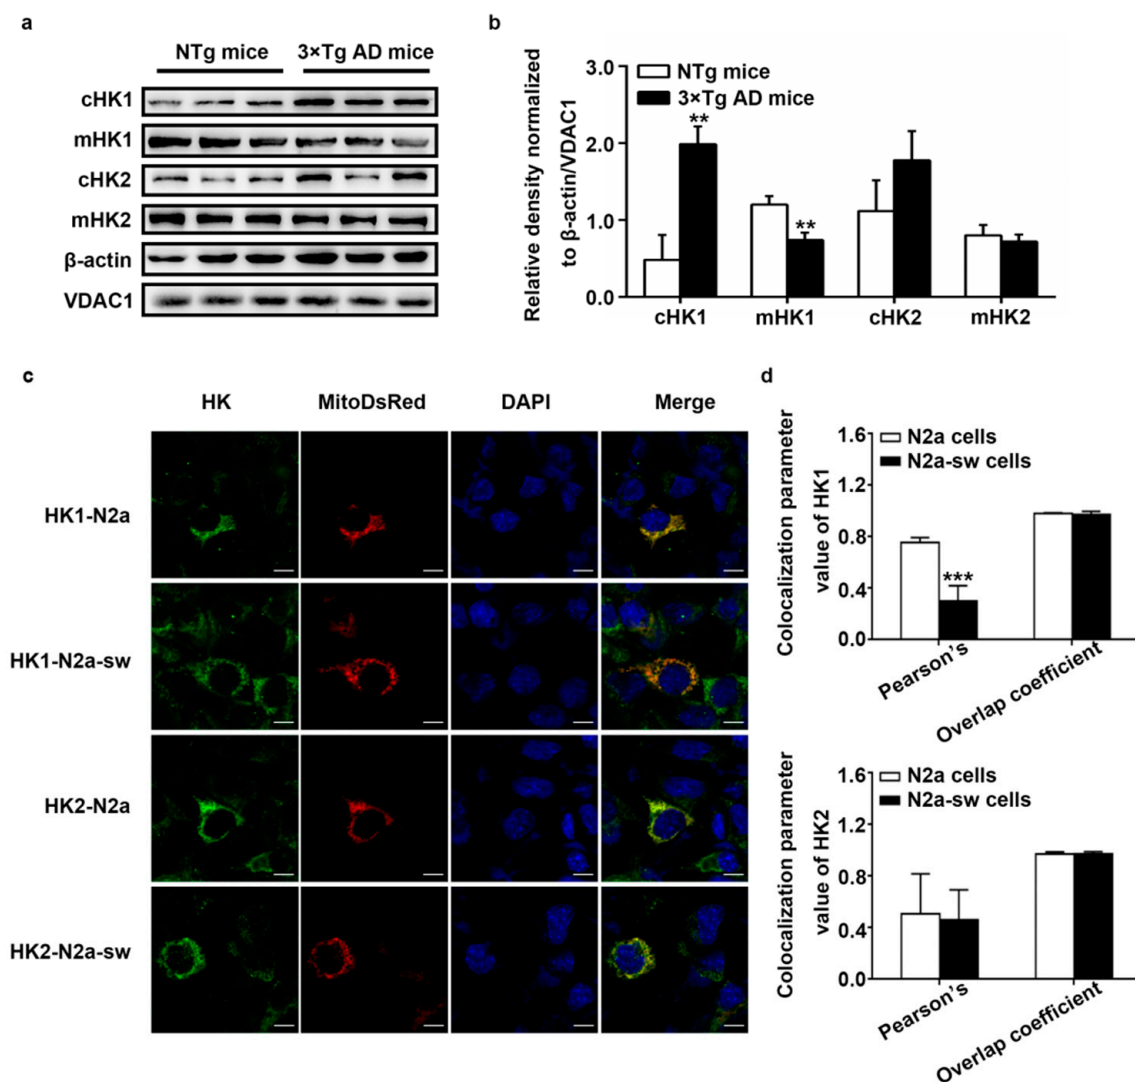 a
NTg mice 3×Tg AD mice
cHK1
mHK1
cHK2
mHK2
β-actin
VDAC1
b
Relative density normalized
to β-actin/VDAC1
3.0
2.0
1.0
0.0
NTg mice
3×Tg AD mice
**
**
cHK1 mHK1 cHK2 mHK2
c
HK MitoDsRed DAPI Merge
HK1-N2a
HK1-N2a-sw
HK2-N2a
HK2-N2a-sw
d
Colocalization parameter
value of HK1
1.6
1.2
0.8
0.4
0.0
N2a cells
N2a-sw cells
***
Pearson's
Overlap coefficient
Colocalization parameter
value of HK2
1.6
1.2
0.8
0.4
0.0
N2a cells
N2a-sw cells
Pearson's
Overlap coefficient